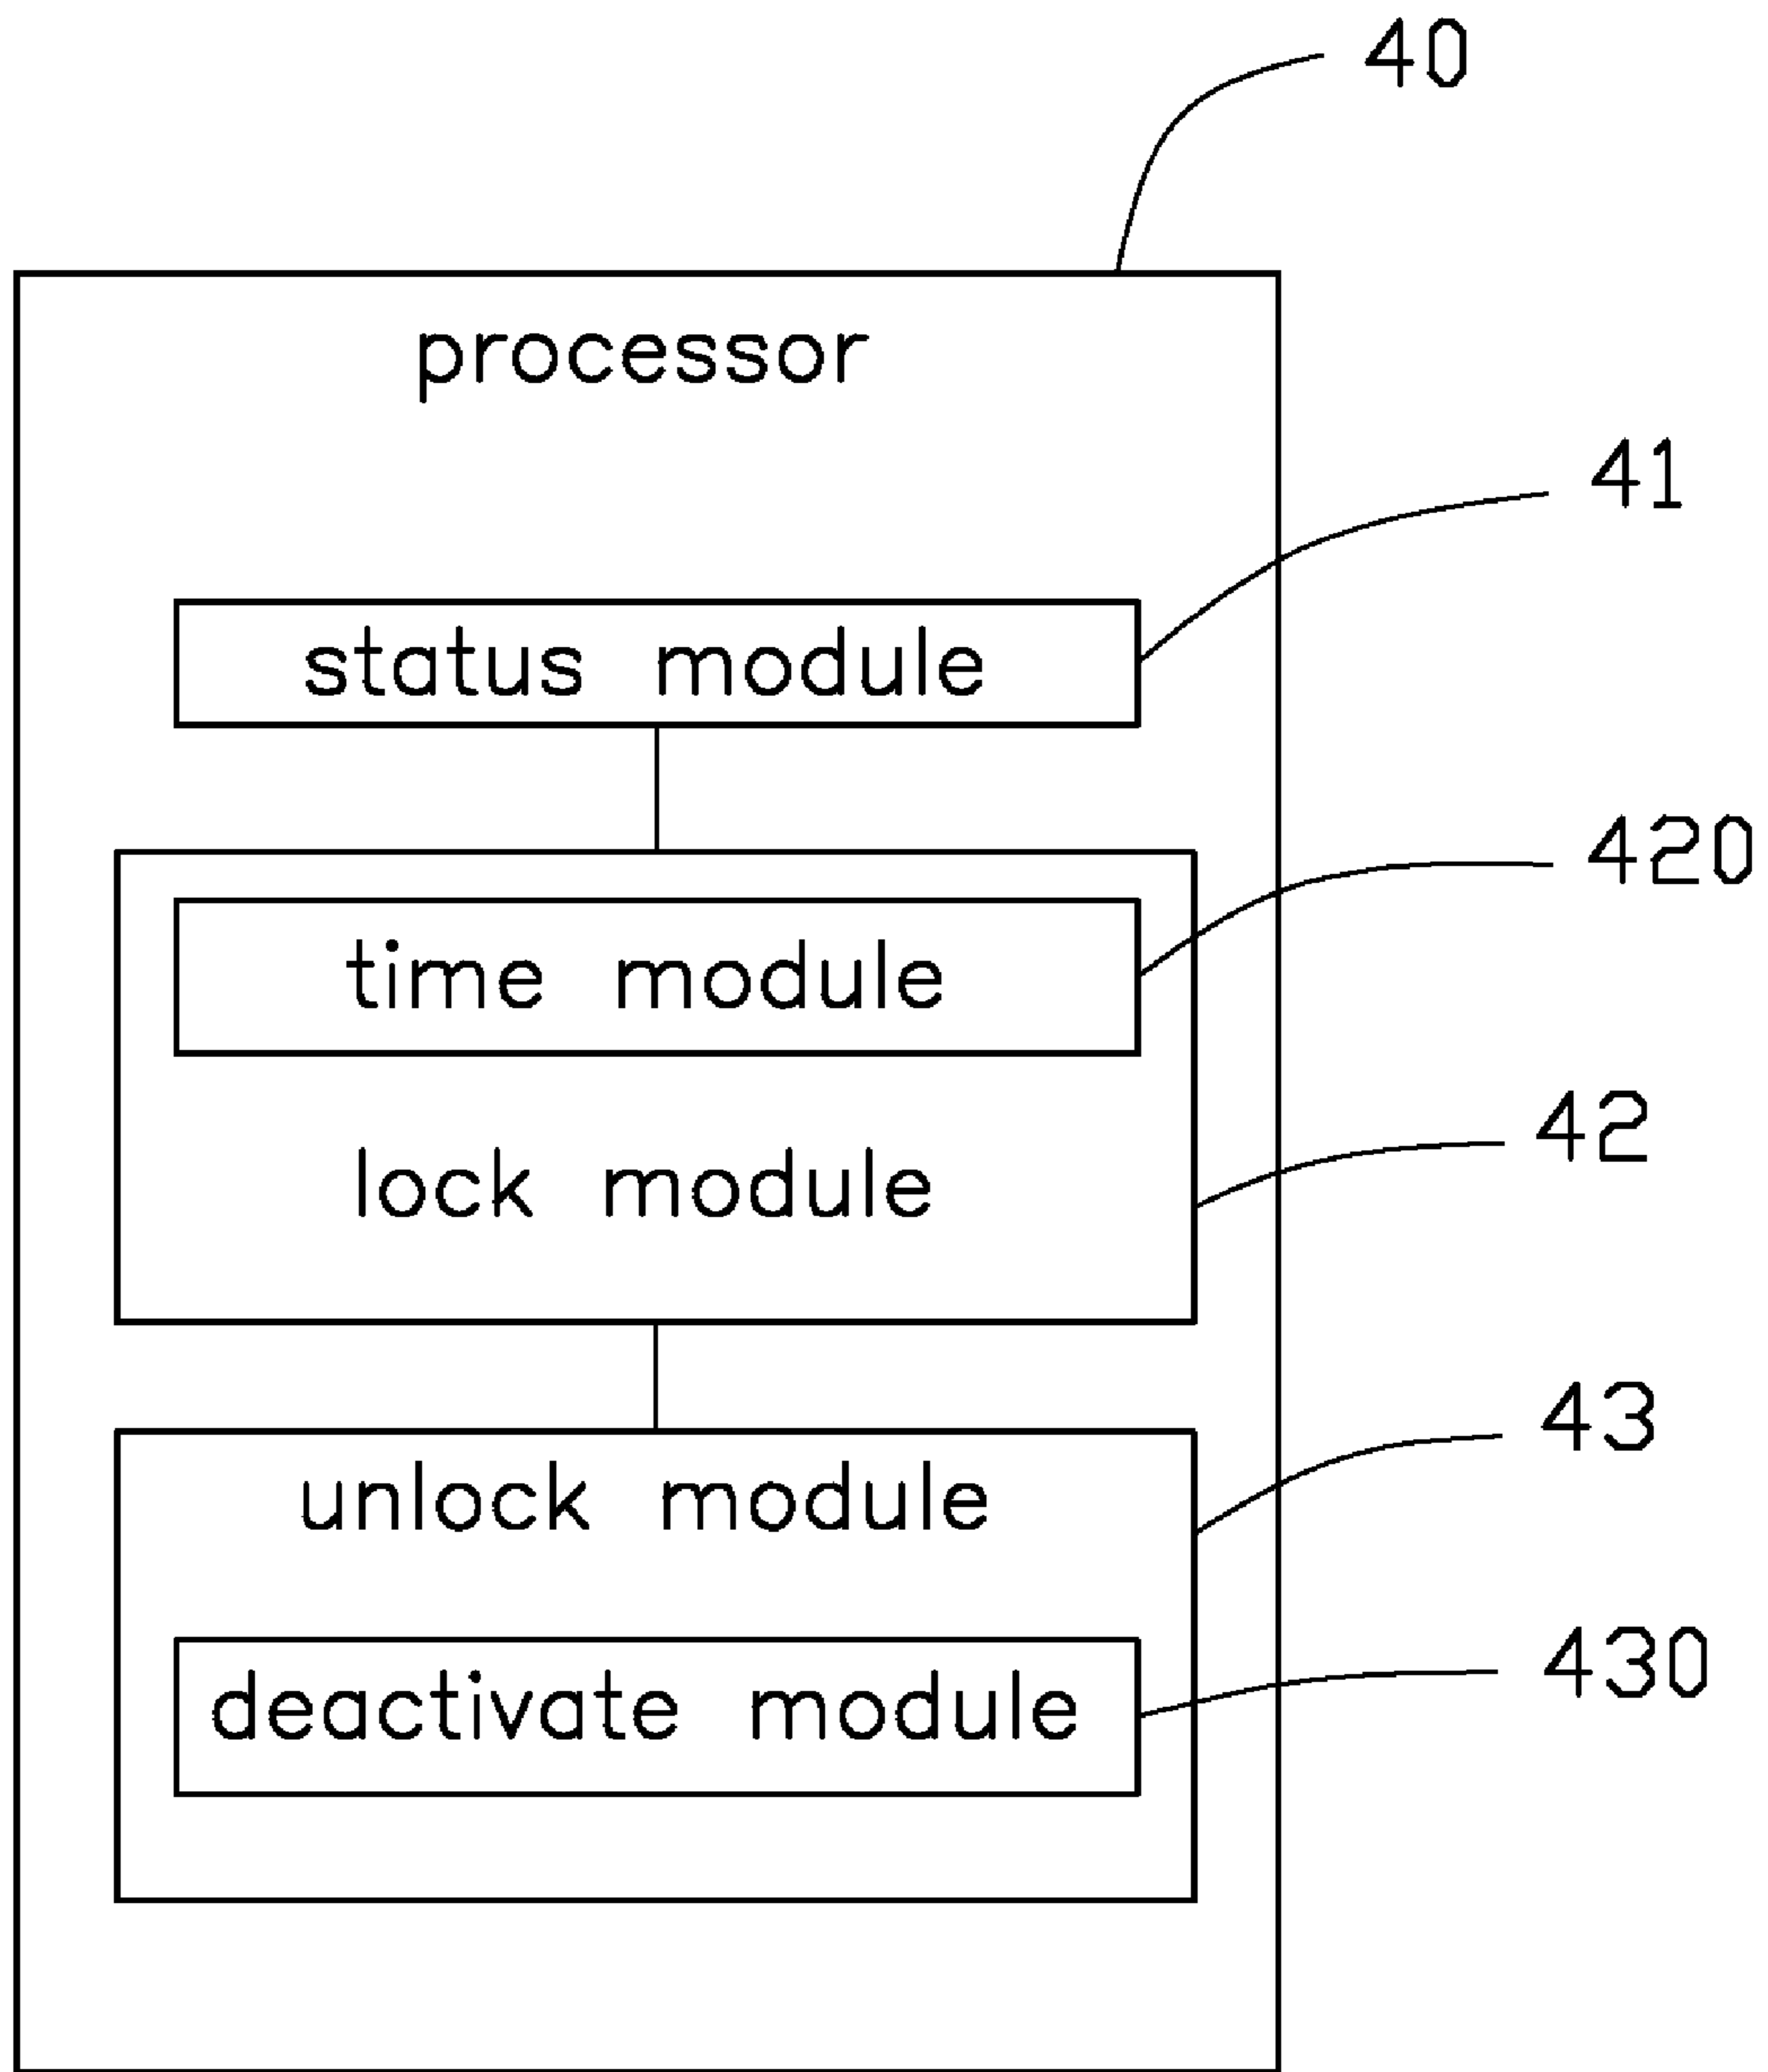 40
processor
41
status module
420
time module
42
lock module
43
unlock module
430
deactivate module